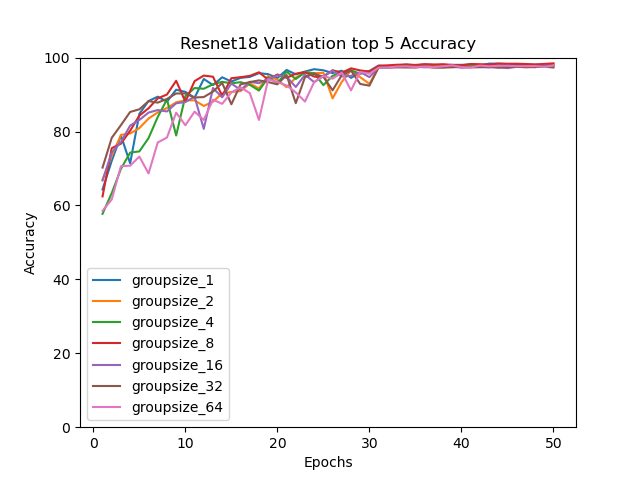 Resnet18 Validation top 5 Accuracy
100
80
60
40
20
0
Accuracy
groupsize_1
groupsize_2
groupsize_4
groupsize_8
groupsize_16
groupsize_32
groupsize_64
0 10 20 30 40 50
Epochs